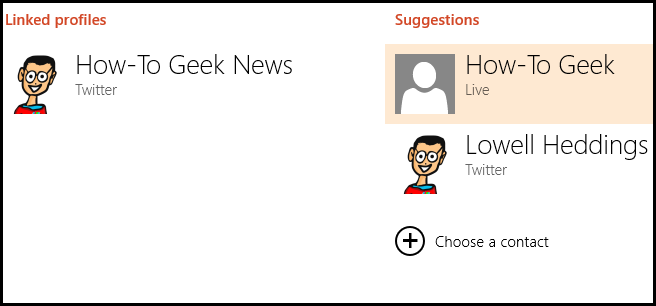 Linked profiles
How-To Geek News
Twitter
Suggestions
How-To Geek
Live
Lowell Heddings
Twitter
Choose a contact